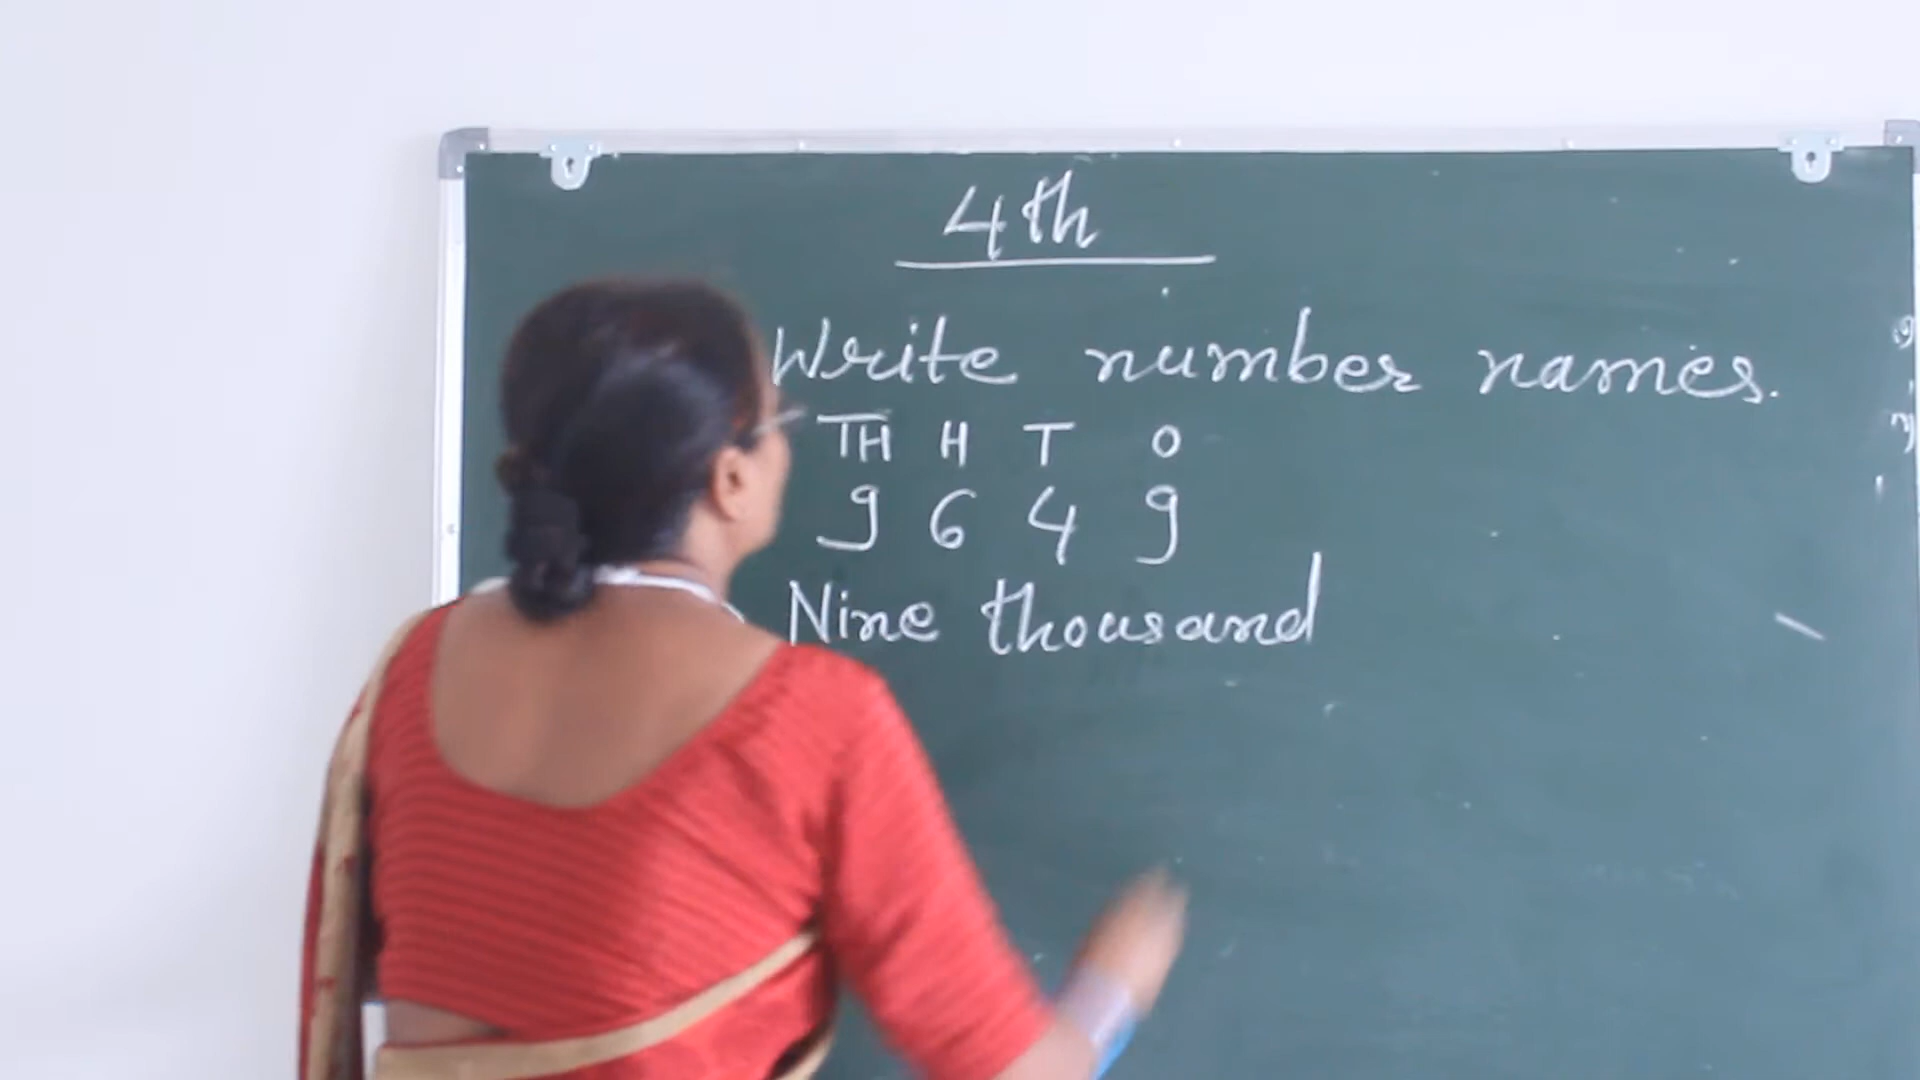 4th
Write number names.
TH H T O
9 6 4 9
Nine thousand